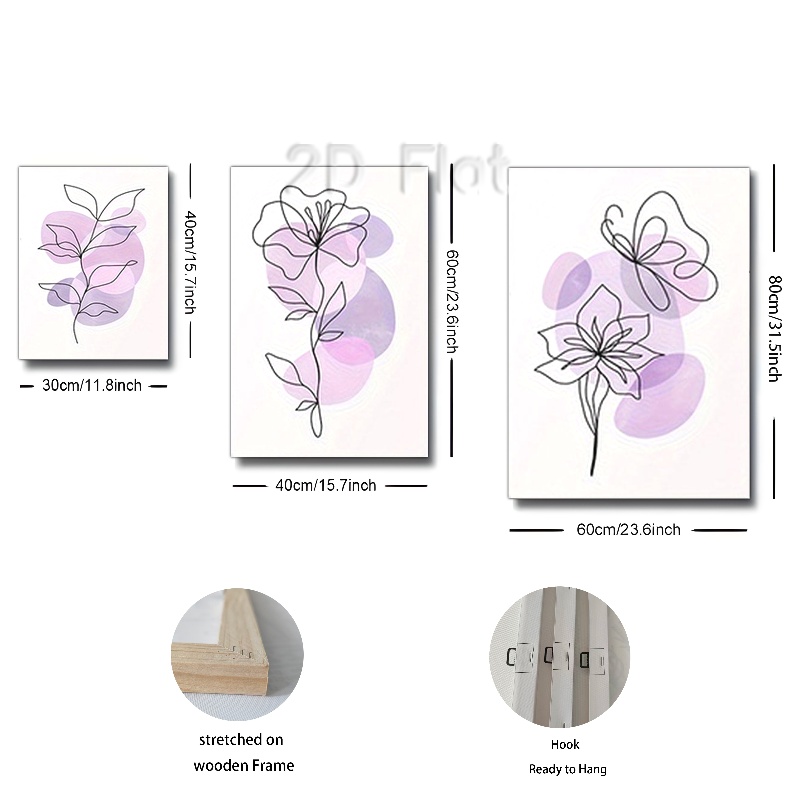 2D Flat
40cm/15.7inch
30cm/11.8inch
60cm/23.6inch
40cm/15.7inch
80cm/31.5inch
60cm/23.6inch
stretched on
wooden Frame
Hook
Ready to Hang